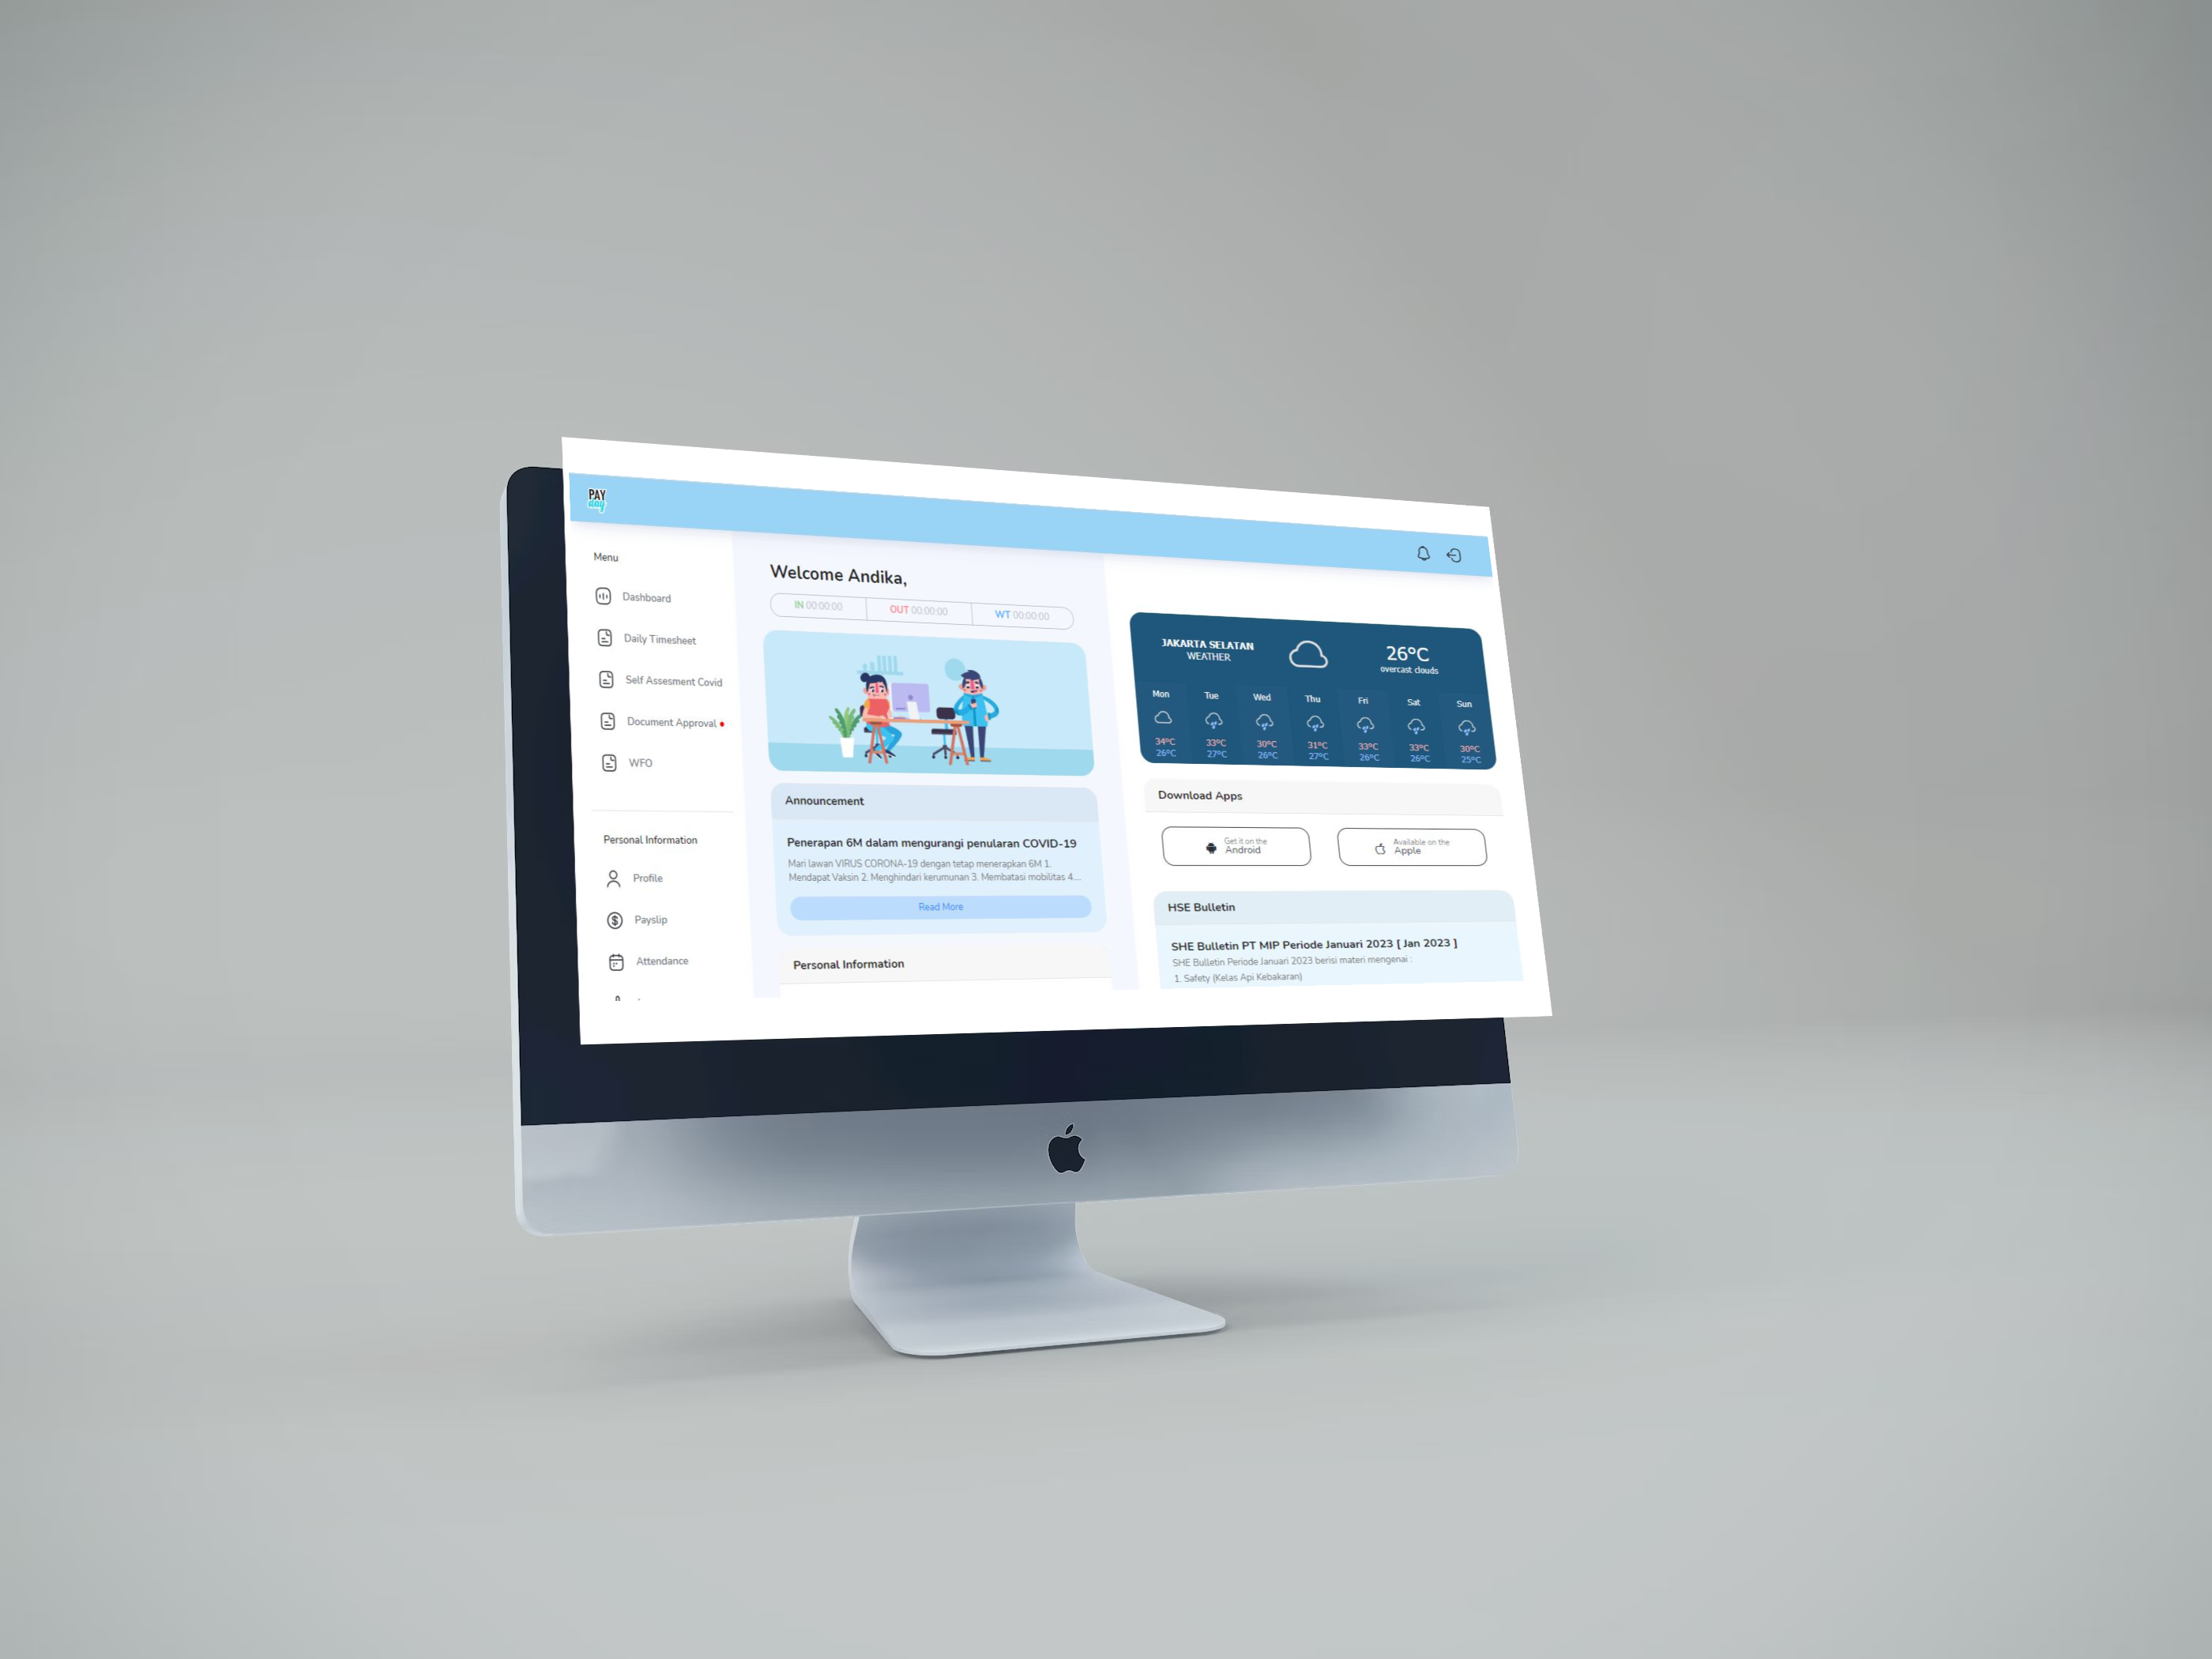 PAY
Menu
Dashboard
Daily Timesheet
Self Assesment Covid
Document Approval
WFO
Personal Information
Profile
Payslip
Attendance
Welcome Andika,
IN 00:00:00 OUT 00:00:00 WT 00:00:00
Announcement
Penerapan 6M dalam mengurangi penularan COVID-19
Mari lawan VIRUS CORONA-19 dengan tetap menerapkan 6M 1.
Mendapat Vaksin 2. Menghindari kerumunan 3. Membatasi mobilitas 4....
Read More
Personal Information
JAKARTA SELATAN
WEATHER
26°C
overcast clouds
Mon Tue Wed Thu Fri Sat Sun
34°C 33°C 30°C 31°C 33°C 33°C 30°C
26°C 27°C 26°C 27°C 26°C 26°C 25°C
Download Apps
Get it on the
Android
Available on the
Apple
HSE Bulletin
SHE Bulletin PT MIP Periode Januari 2023 [ Jan 2023 ]
SHE Bulletin Periode Januari 2023 berisi materi mengenai :
1. Safety (Kelas Api Kebakaran)